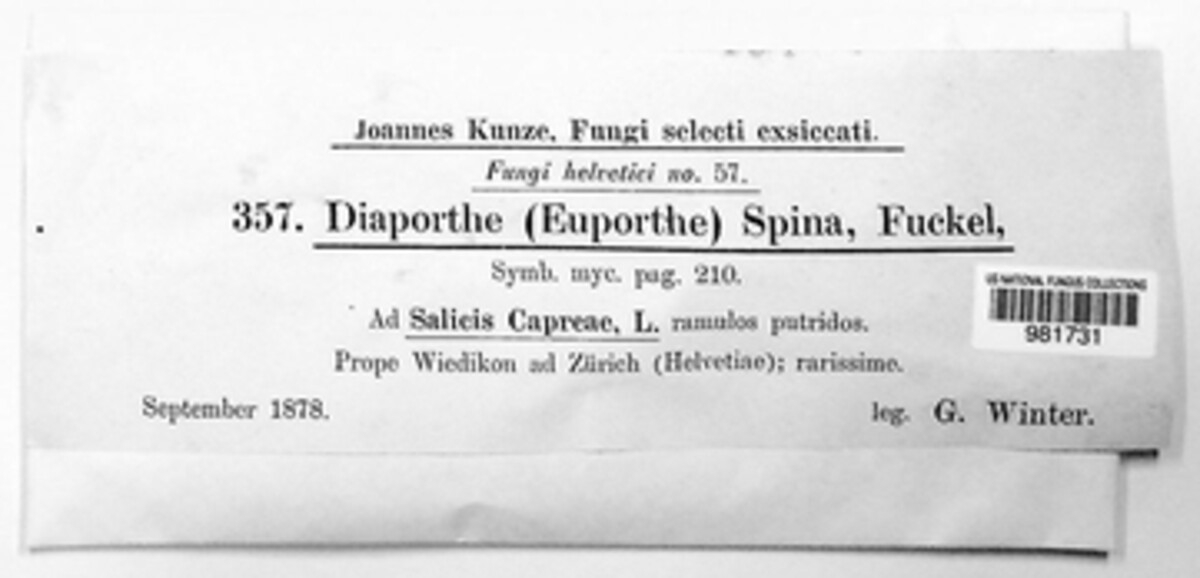 Joannes Kunze, Fungi selecti exsiccati.
Fungi helvetici no. 57.
357. Diaporthe (Euporthe) Spina, Fuckel,
Symb. myc. pag. 210.
Ad Salicis Capreae, L. ramulos putridos.
Prope Wiedikon ad Zürich (Helvetiae); rarissime.
September 1878.
leg. G. Winter.
US NATIONAL FUNGUS COLLECTIONS
981731